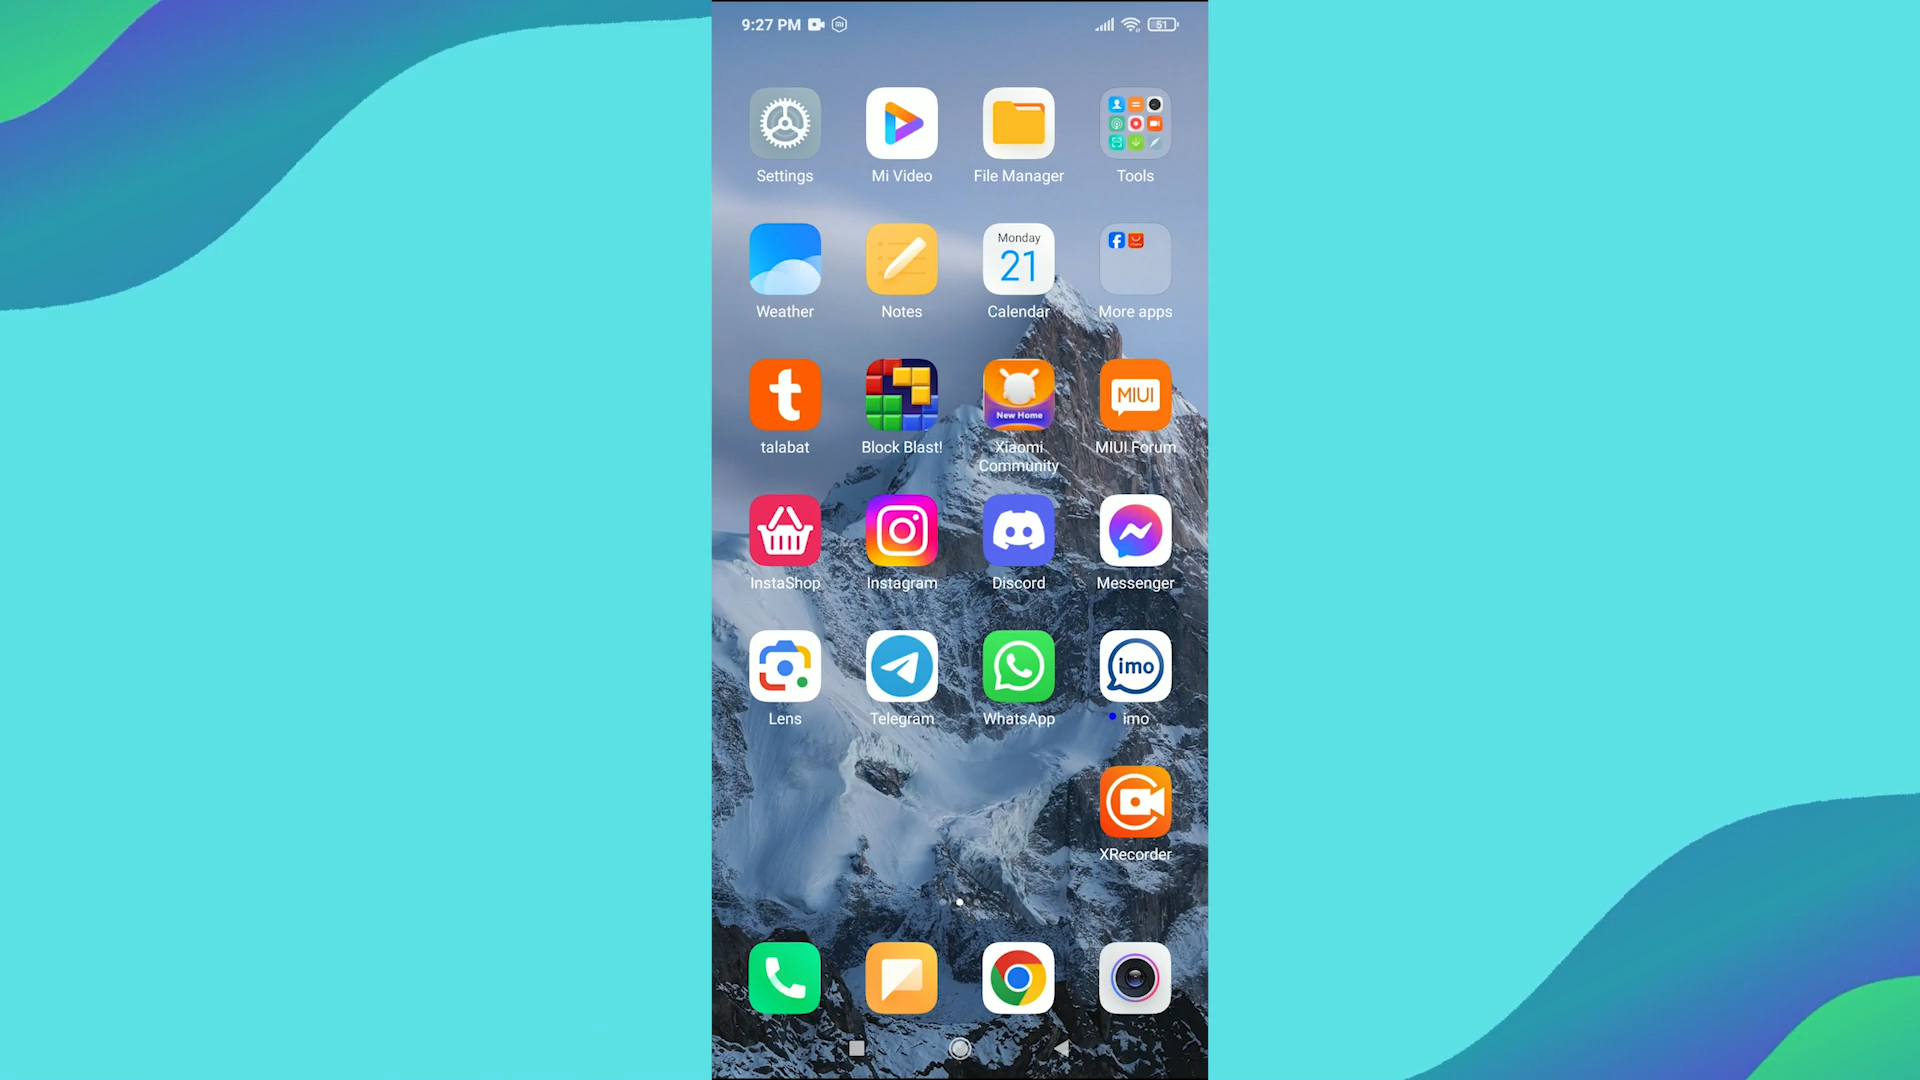 9:27 PM
51
Settings
Mi Video
File Manager
Tools
Monday
21
Weather
Notes
Calendar
More apps
t
New Home
MIUI
talabat
Block Blast!
Xiaomi
Community
MIUI Forum
InstaShop
Instagram
Discord
Messenger
imo
Lens
Telegram
WhatsApp
imo
XRecorder